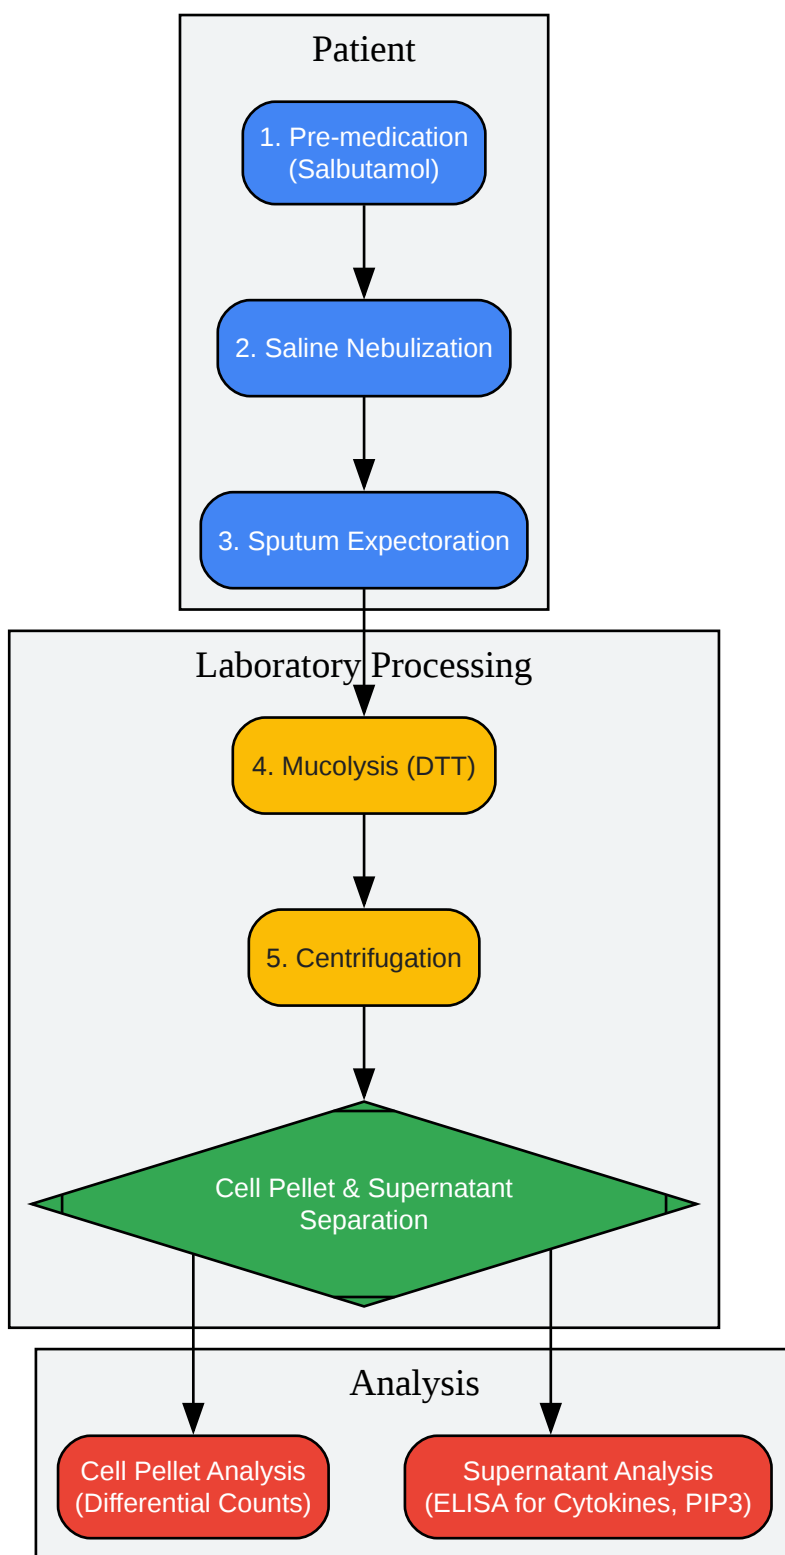 Patient
1. Pre-medication
(Salbutamol)
2. Saline Nebulization
3. Sputum Expectoration
Laboratory Processing
4. Mucolysis (DTT)
5. Centrifugation
Cell Pellet & Supernatant
Separation
Analysis
Cell Pellet Analysis
(Differential Counts)
Supernatant Analysis
(ELISA for Cytokines, PIP3)